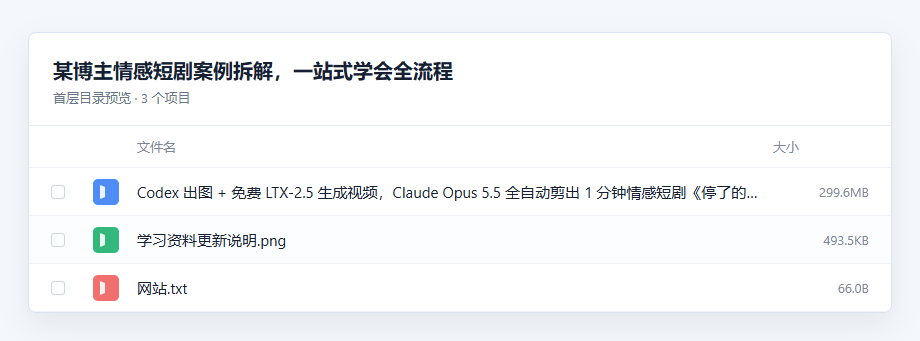 某博主情感短剧案例拆解，一站式学会全流程
首层目录预览 · 3 个项目
文件名 大小
Codex 出图 + 免费 LTX-2.5 生成视频，Claude Opus 5.5 全自动剪出 1 分钟情感短剧《停了的... 299.6MB
学习资料更新说明.png 493.5KB
网站.txt 66.0B